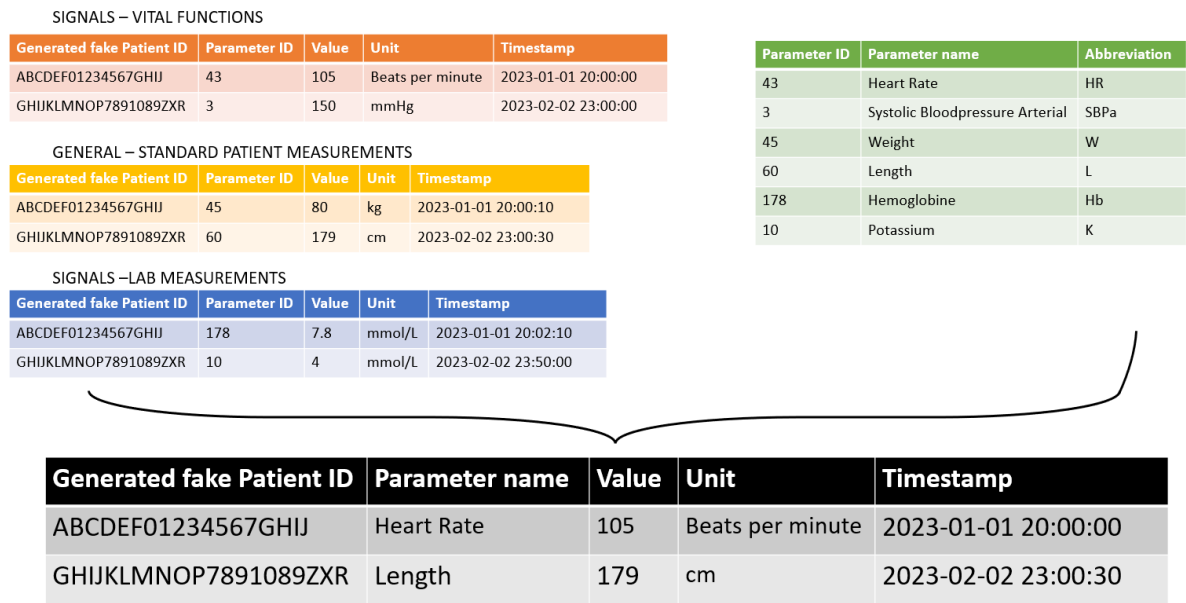 SIGNALS – VITAL FUNCTIONS
Generated fake Patient ID Parameter ID Value Unit Timestamp
ABCDEF01234567GHIJ 43 105 Beats per minute 2023-01-01 20:00:00
GHIJKLMNOP7891089ZXR 3 150 mmHg 2023-02-02 23:00:00
GENERAL – STANDARD PATIENT MEASUREMENTS
Generated fake Patient ID Parameter ID Value Unit Timestamp
ABCDEF01234567GHIJ 45 80 kg 2023-01-01 20:00:10
GHIJKLMNOP7891089ZXR 60 179 cm 2023-02-02 23:00:30
SIGNALS –LAB MEASUREMENTS
Generated fake Patient ID Parameter ID Value Unit Timestamp
ABCDEF01234567GHIJ 178 7.8 mmol/L 2023-01-01 20:02:10
GHIJKLMNOP7891089ZXR 10 4 mmol/L 2023-02-02 23:50:00
Parameter ID Parameter name Abbreviation
43 Heart Rate HR
3 Systolic Bloodpressure Arterial SBPa
45 Weight W
60 Length L
178 Hemoglobine Hb
10 Potassium K
Generated fake Patient ID Parameter name Value Unit Timestamp
ABCDEF01234567GHIJ Heart Rate 105 Beats per minute 2023-01-01 20:00:00
GHIJKLMNOP7891089ZXR Length 179 cm 2023-02-02 23:00:30